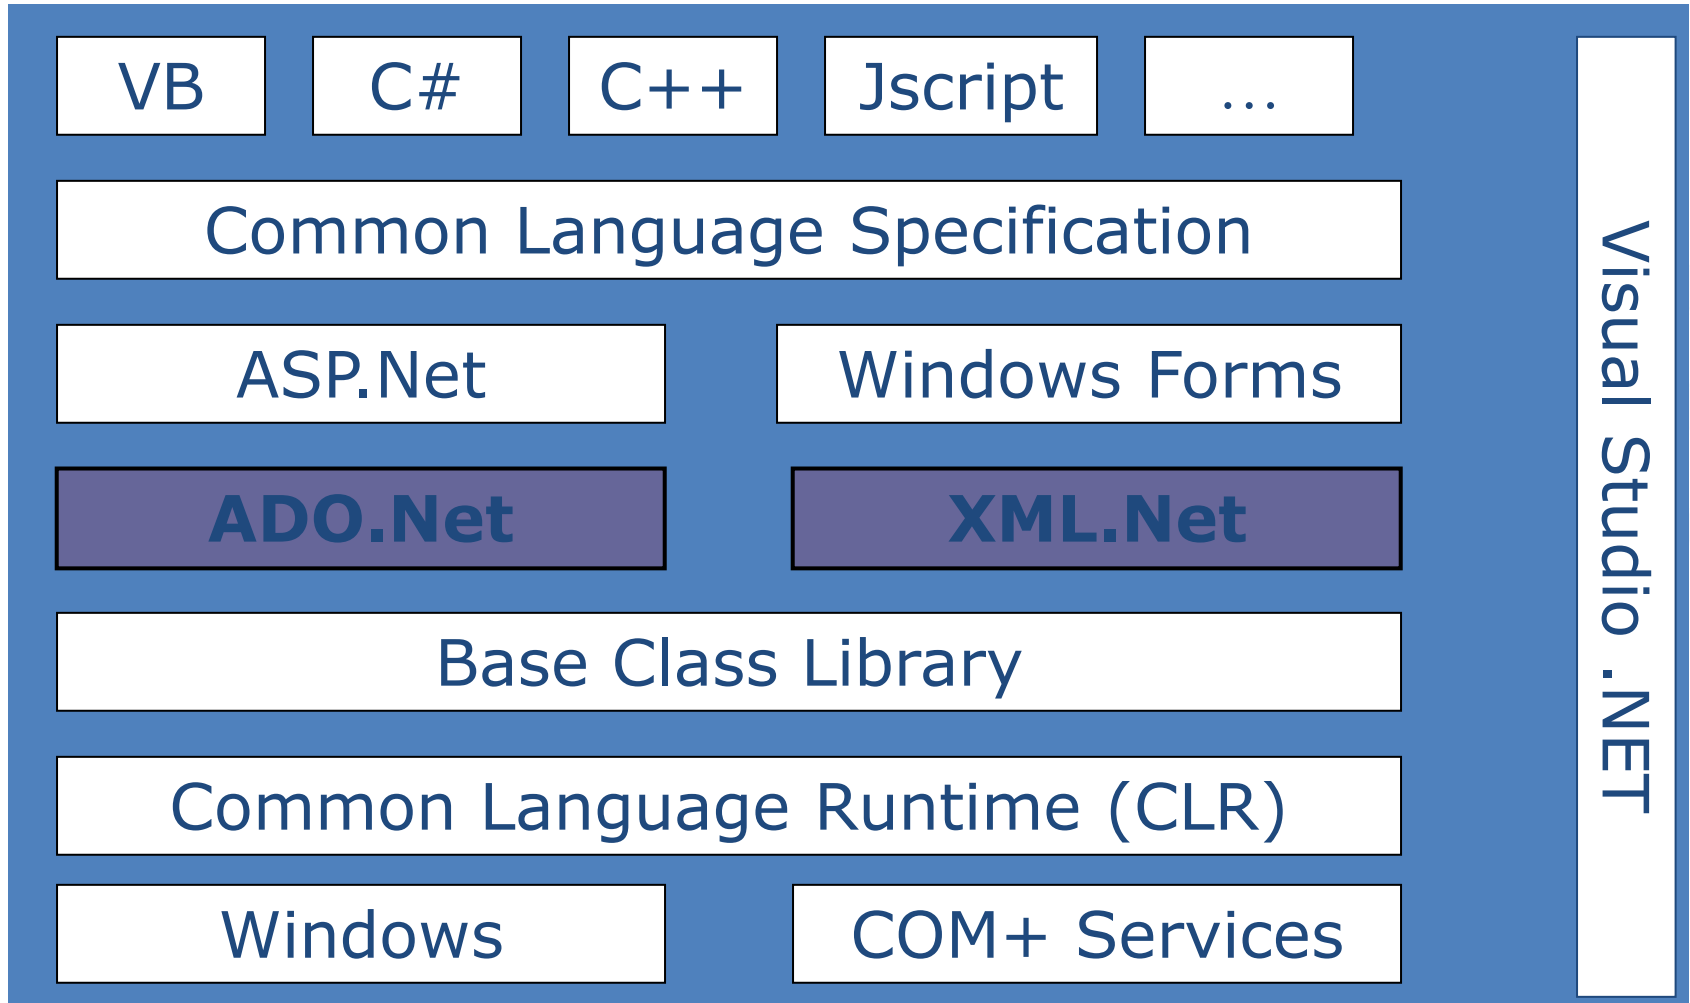 VB
C#
C++
Jscript
...
Common Language Specification
ASP.Net
Windows Forms
ADO.Net
XML.Net
Base Class Library
Common Language Runtime (CLR)
Windows
COM+ Services
Visual Studio .NET